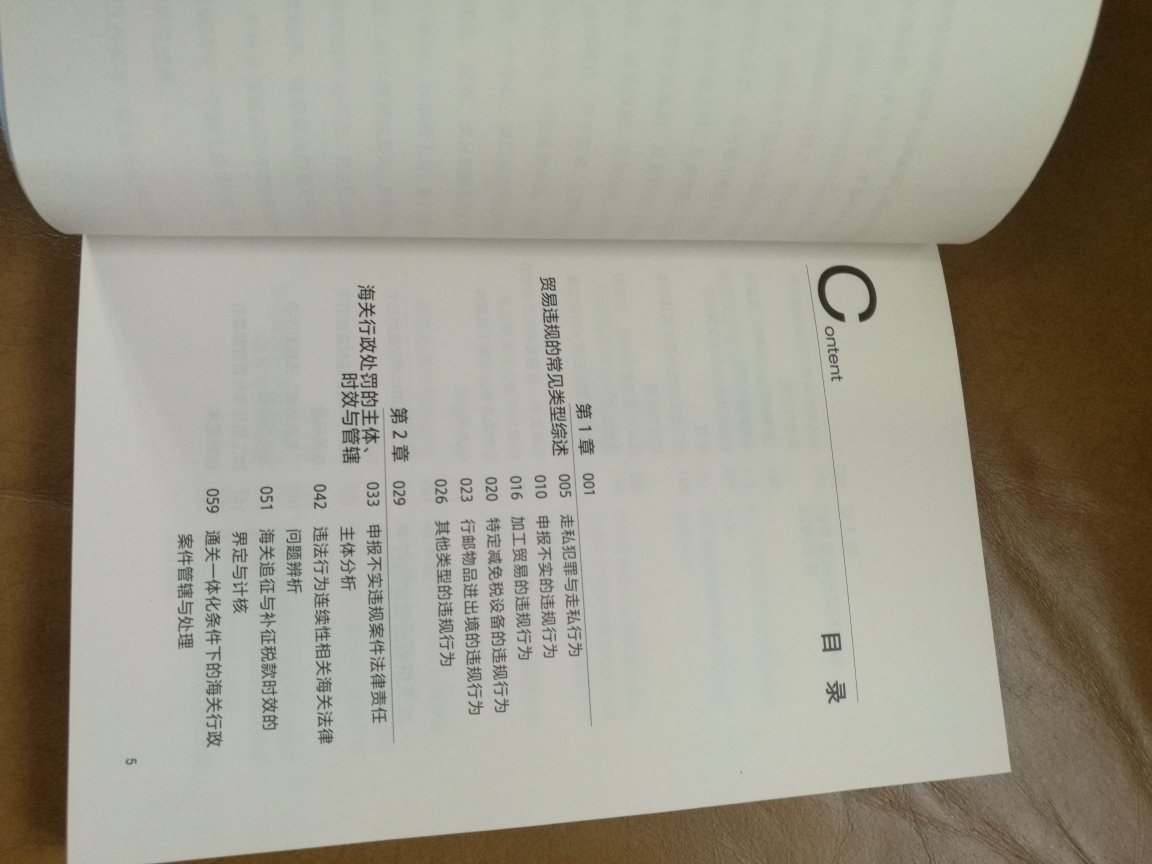 Content
目 录
第 1 章 001
贸易违规的常见类型综述
005 走私犯罪与走私行为
010 申报不实的违规行为
016 加工贸易的违规行为
020 特定减免税设备的违规行为
023 行邮物品进出境的违规行为
026 其他类型的违规行为
第 2 章 029
海关行政处罚的主体、
时效与管辖
033 申报不实违规案件法律责任
主体分析
042 违法行为连续性相关海关法律
问题辨析
051 海关追征与补征税款时效的
界定与计核
059 通关一体化条件下的海关行政
案件管辖与处理
5